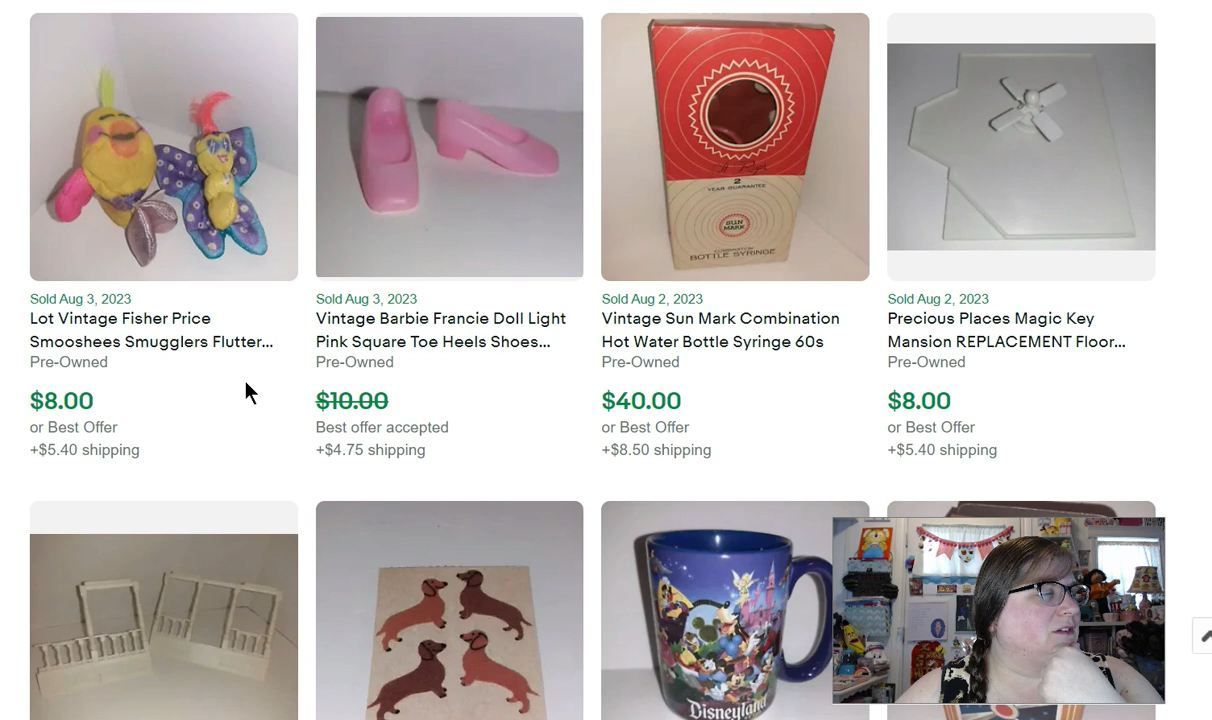 2
YEAR GUARANTEE
SUN
MARK
COMBINATION
BOTTLE SYRINGE
Sold Aug 3, 2023
Lot Vintage Fisher Price
Smooshees Smugglers Flutter...
Pre-Owned
$8.00
or Best Offer
+$5.40 shipping
Sold Aug 3, 2023
Vintage Barbie Francie Doll Light
Pink Square Toe Heels Shoes...
Pre-Owned
$10.00
Best offer accepted
+$4.75 shipping
Sold Aug 2, 2023
Vintage Sun Mark Combination
Hot Water Bottle Syringe 60s
Pre-Owned
$40.00
or Best Offer
+$8.50 shipping
Sold Aug 2, 2023
Precious Places Magic Key
Mansion REPLACEMENT Floor...
Pre-Owned
$8.00
or Best Offer
+$5.40 shipping
Disneyland